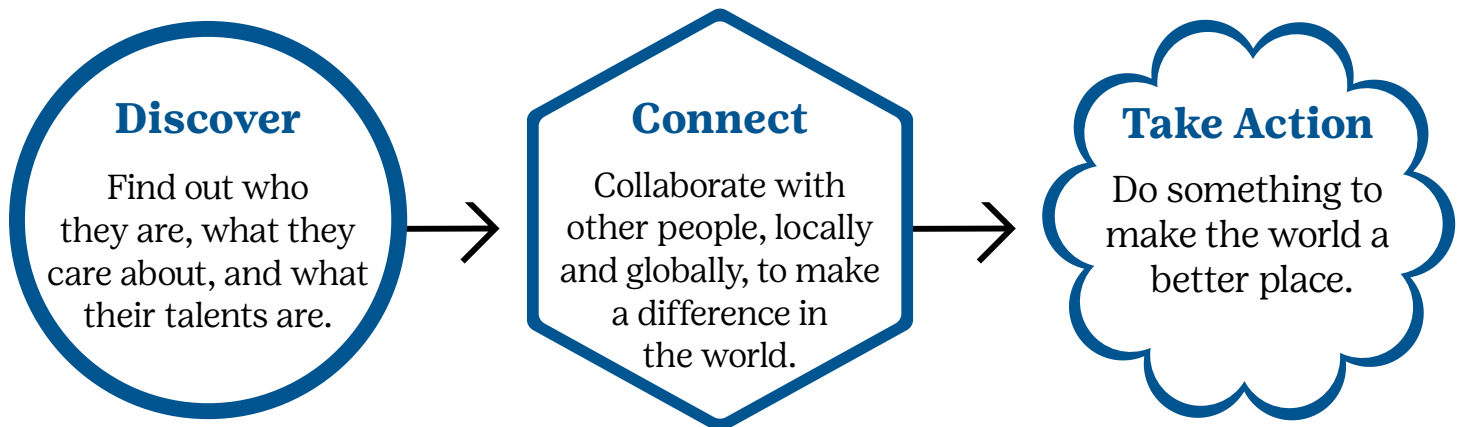 Discover
Find out who
they are, what they
care about, and what
their talents are.
Connect
Collaborate with
other people, locally
and globally, to make
a difference in
the world.
Take Action
Do something to
make the world a
better place.